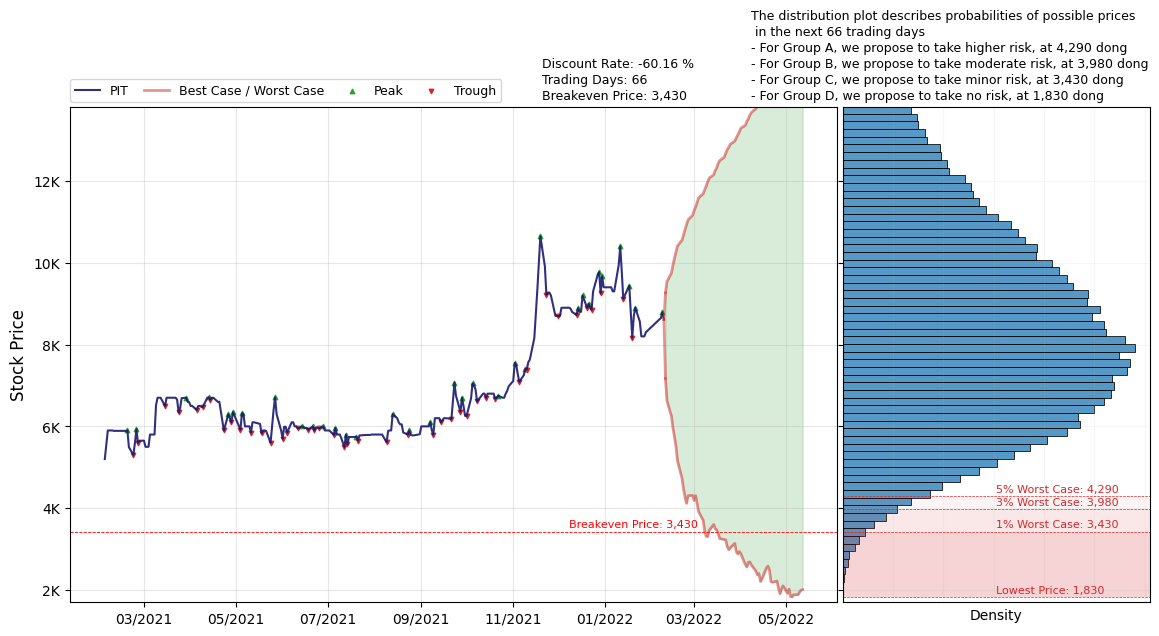 The distribution plot describes probabilities of possible prices
in the next 66 trading days
- For Group A, we propose to take higher risk, at 4,290 dong
- For Group B, we propose to take moderate risk, at 3,980 dong
- For Group C, we propose to take minor risk, at 3,430 dong
- For Group D, we propose to take no risk, at 1,830 dong
Discount Rate: -60.16 %
Trading Days: 66
Breakeven Price: 3,430
PIT Best Case / Worst Case Peak Trough
Stock Price
12K
10K
8K
6K
4K
2K
Breakeven Price: 3,430
5% Worst Case: 4,290
3% Worst Case: 3,980
1% Worst Case: 3,430
Lowest Price: 1,830
03/2021 05/2021 07/2021 09/2021 11/2021 01/2022 03/2022 05/2022
Density